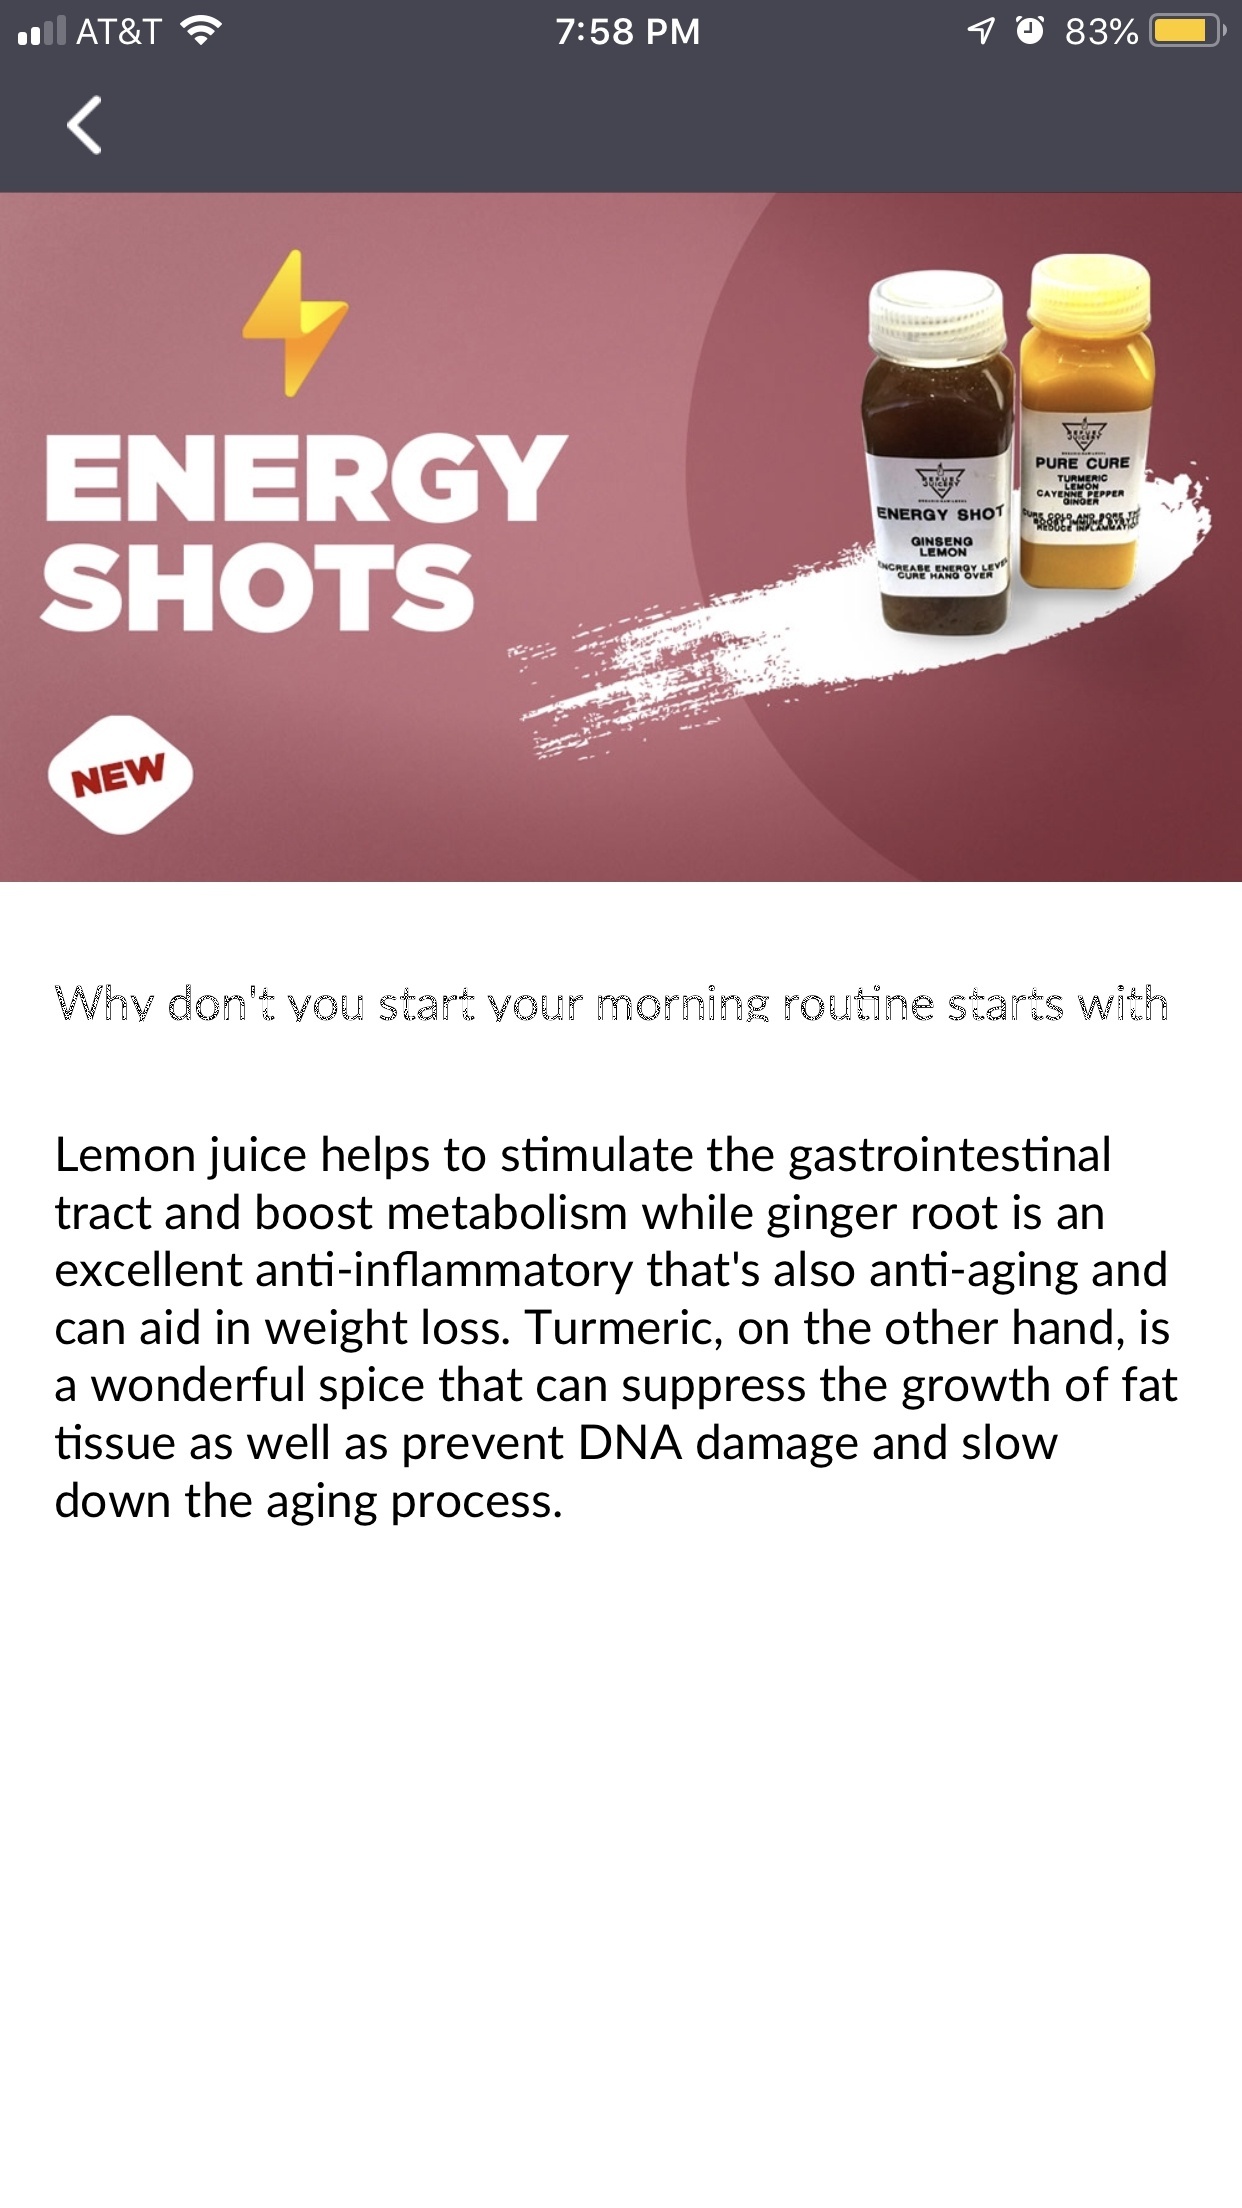 AT&T 7:58 PM 83%
ENERGY
SHOTS
NEW
REFUEL
JUICERY
ENERGY SHOT
GINSENG
LEMON
ENCREASE ENERGY LEVEL
CURE HANG OVER
REFUEL
JUICERY
PURE CURE
TURMERIC
LEMON
CAYENNE PEPPER
GINGER
CURE COLD AND SORE
BOOST IMMUNE
REDUCE INFLAMMATIO
Why don't you start your morning routine starts with
Lemon juice helps to stimulate the gastrointestinal
tract and boost metabolism while ginger root is an
excellent anti-inflammatory that's also anti-aging and
can aid in weight loss. Turmeric, on the other hand, is
a wonderful spice that can suppress the growth of fat
tissue as well as prevent DNA damage and slow
down the aging process.